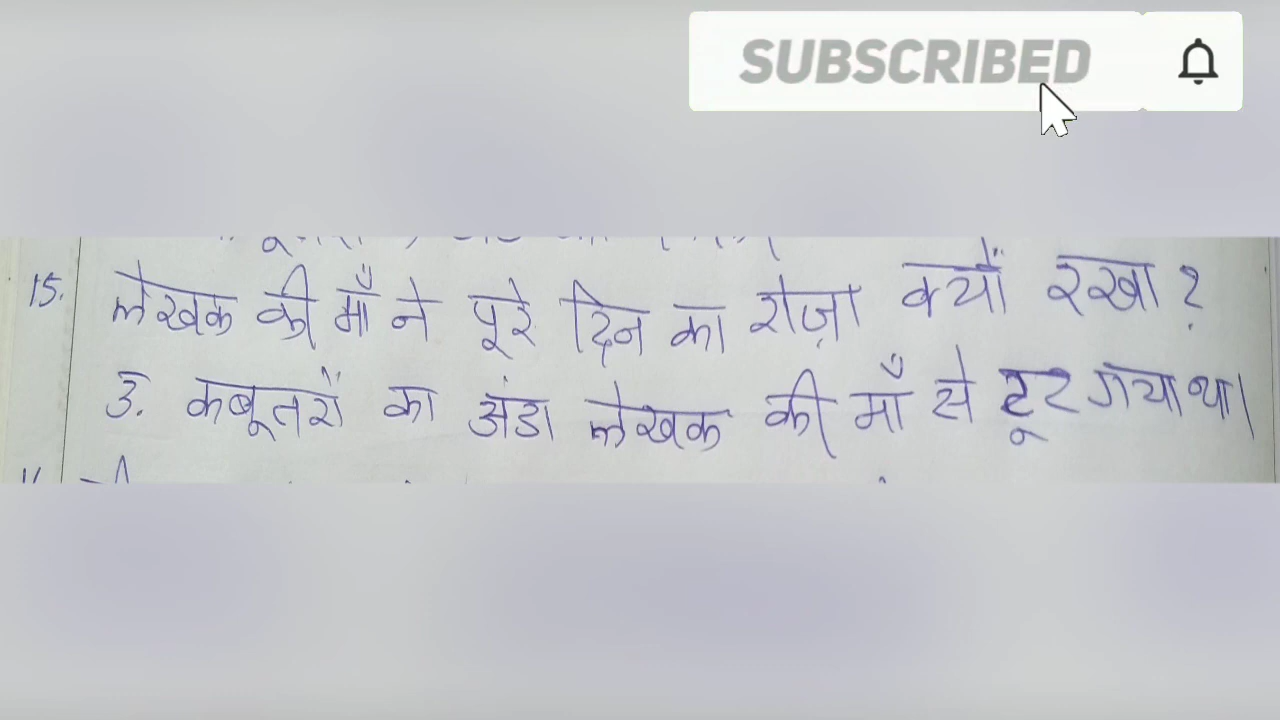 SUBSCRIBED
15. लेखक की माँ ने पूरे दिन का रोज़ा क्यों रखा?
उ. कबूतरों का अंडा लेखक की माँ से टूट गया था।